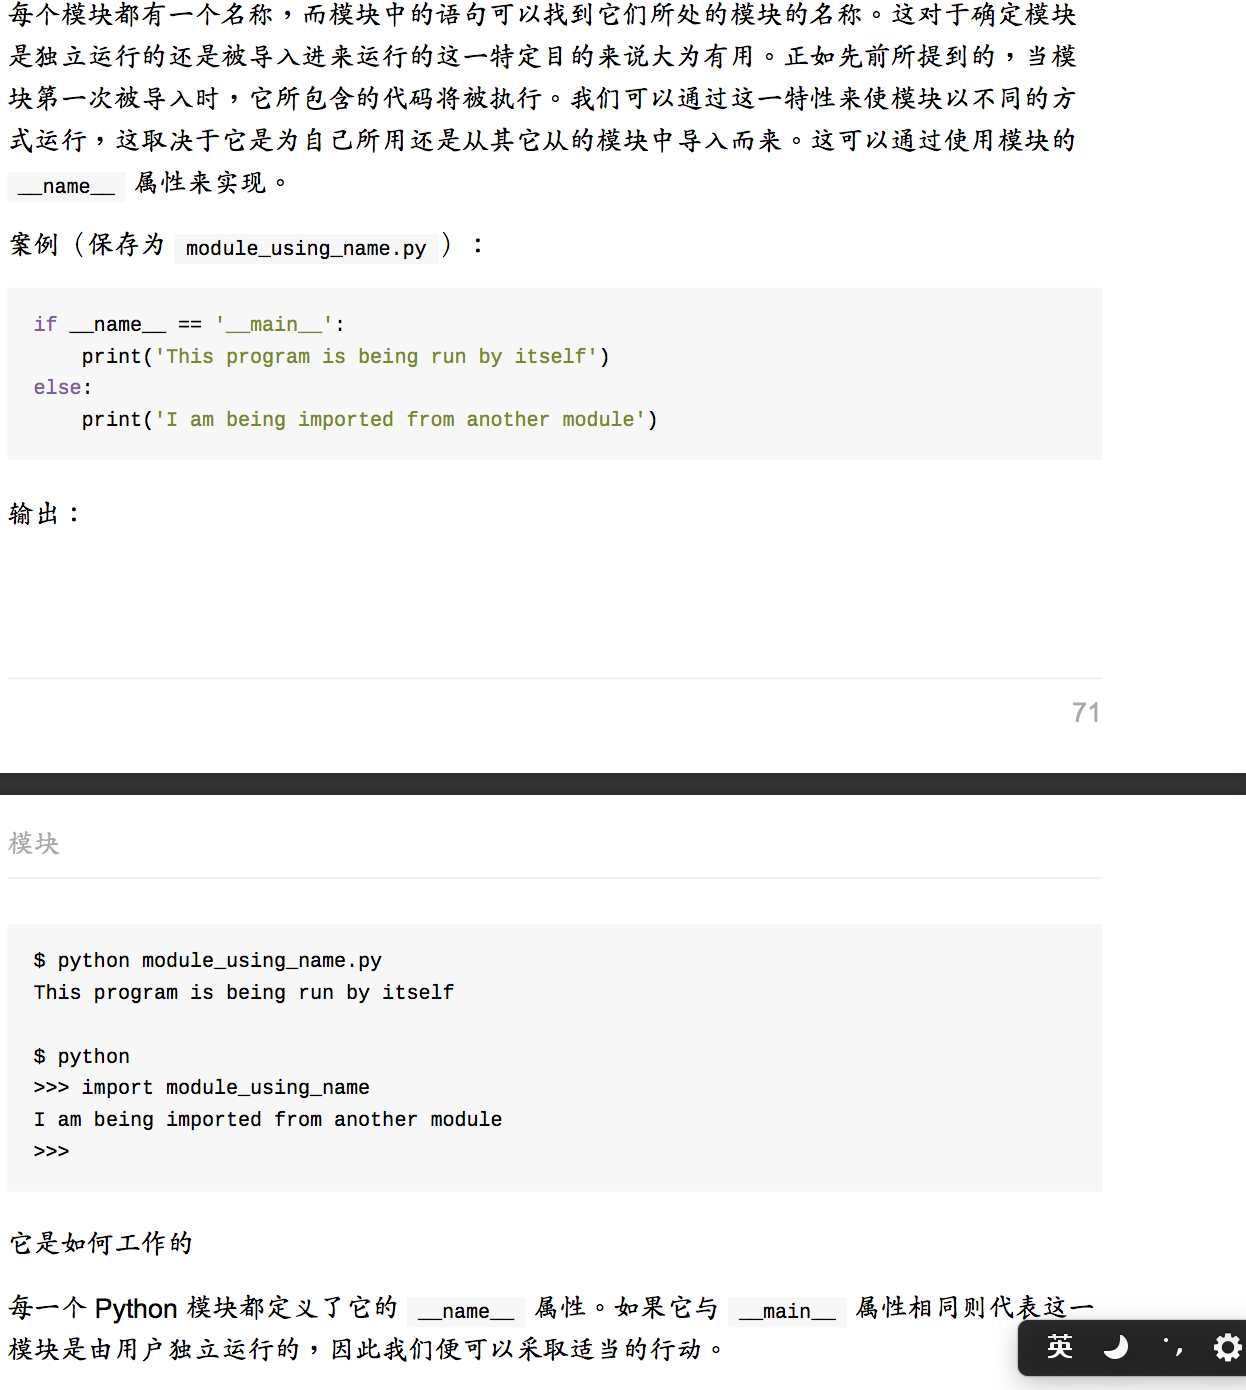 每个模块都有一个名称，而模块中的语句可以找到它们所处的模块的名称。这对于确定模块
是独立运行的还是被导入进来运行的这一特定目的来说大为有用。正如先前所提到的，当模
块第一次被导入时，它所包含的代码将被执行。我们可以通过这一特性来使模块以不同的方
式运行，这取决于它是为自己所用还是从其它从的模块中导入而来。这可以通过使用模块的
__name__ 属性来实现。
案例（保存为 module_using_name.py）：
if __name__ == '__main__':
    print('This program is being run by itself')
else:
    print('I am being imported from another module')
输出：
71
模块
$ python module_using_name.py
This program is being run by itself
$ python
>>> import module_using_name
I am being imported from another module
>>>
它是如何工作的
每一个 Python 模块都定义了它的 __name__ 属性。如果它与 __main__ 属性相同则代表这一
模块是由用户独立运行的，因此我们便可以采取适当的行动。
英